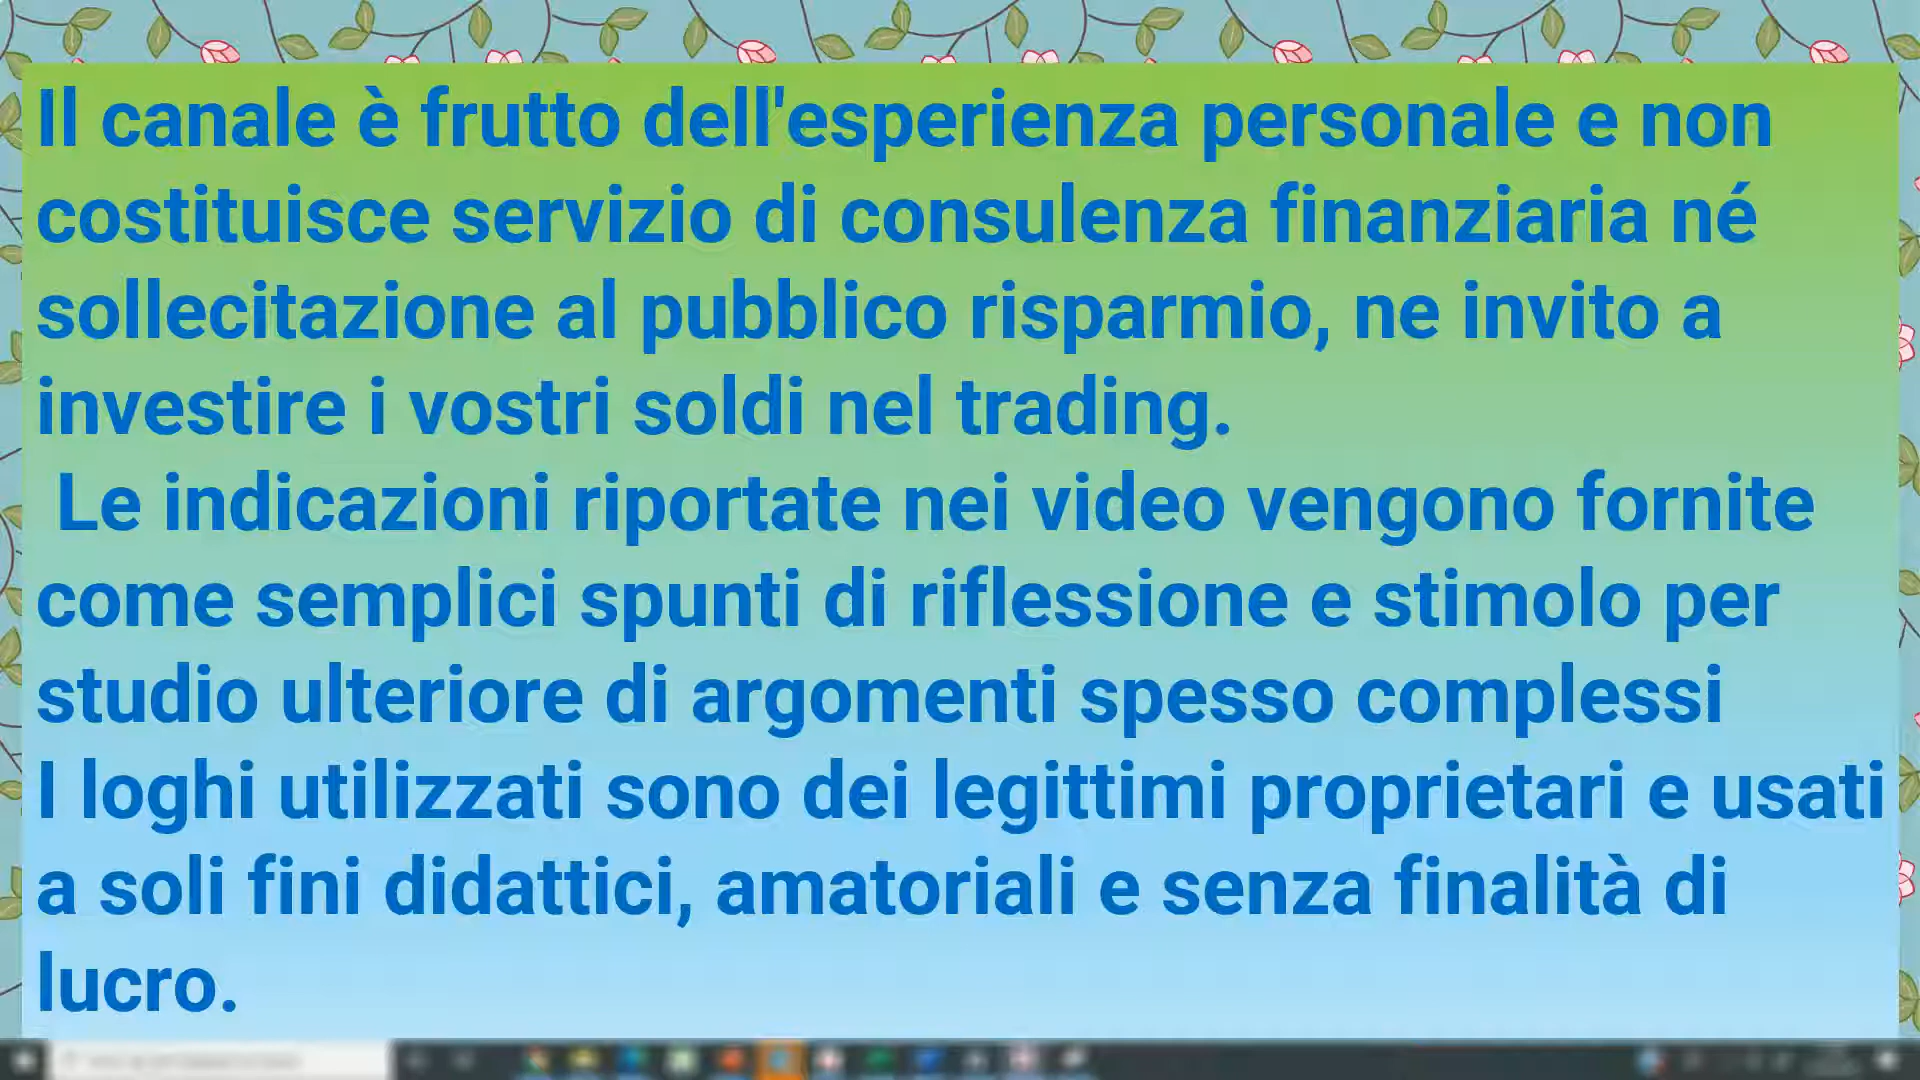 Il canale è frutto dell'esperienza personale e non
costituisce servizio di consulenza finanziaria né
sollecitazione al pubblico risparmio, ne invito a
investire i vostri soldi nel trading.
Le indicazioni riportate nei video vengono fornite
come semplici spunti di riflessione e stimolo per
studio ulteriore di argomenti spesso complessi
I loghi utilizzati sono dei legittimi proprietari e usati
a soli fini didattici, amatoriali e senza finalità di
lucro.